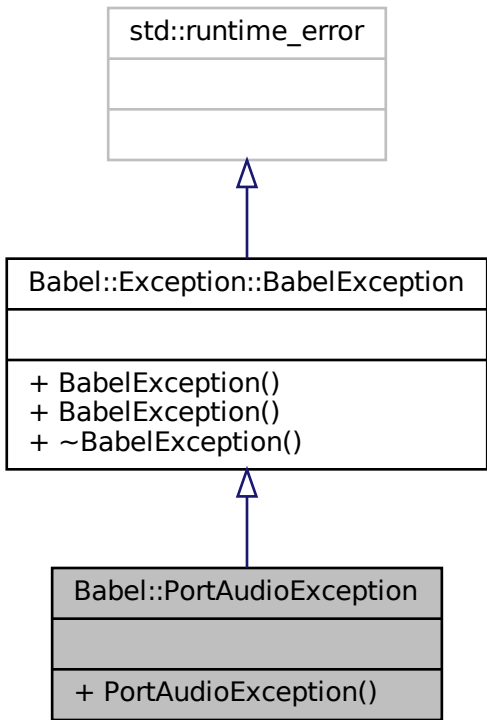 std::runtime_error
Babel::Exception::BabelException
+ BabelException()
+ BabelException()
+ ~BabelException()
Babel::PortAudioException
+ PortAudioException()